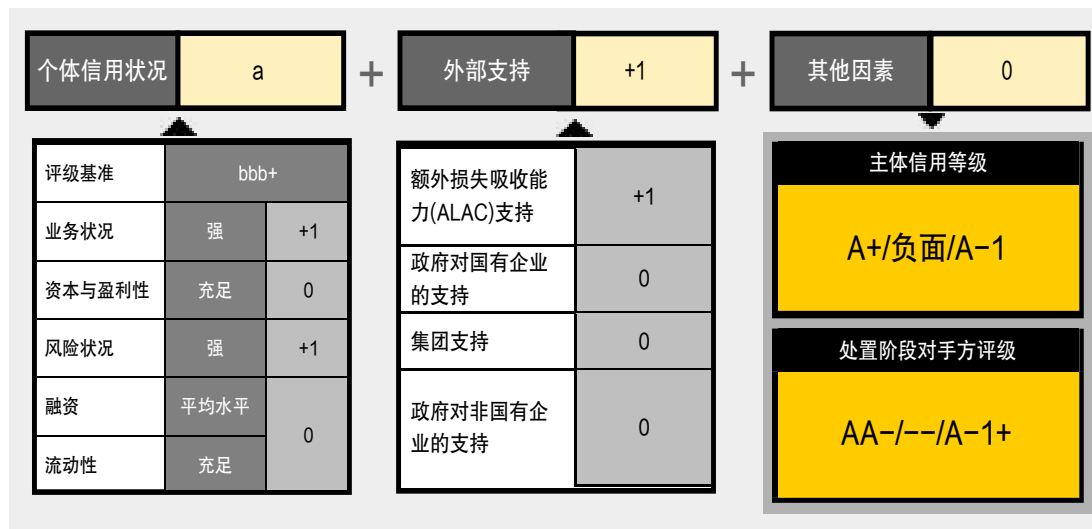 个体信用状况
a
+
外部支持
+1
+
其他因素
0
评级基准
bbb+
业务状况
强
+1
资本与盈利性
充足
0
风险状况
强
+1
融资
平均水平
0
流动性
充足
额外损失吸收能
力(ALAC)支持
+1
政府对国有企业
的支持
0
集团支持
0
政府对非国有企
业的支持
0
主体信用等级
A+/负面/A−1
处置阶段对手方评级
AA−/−−/A−1+